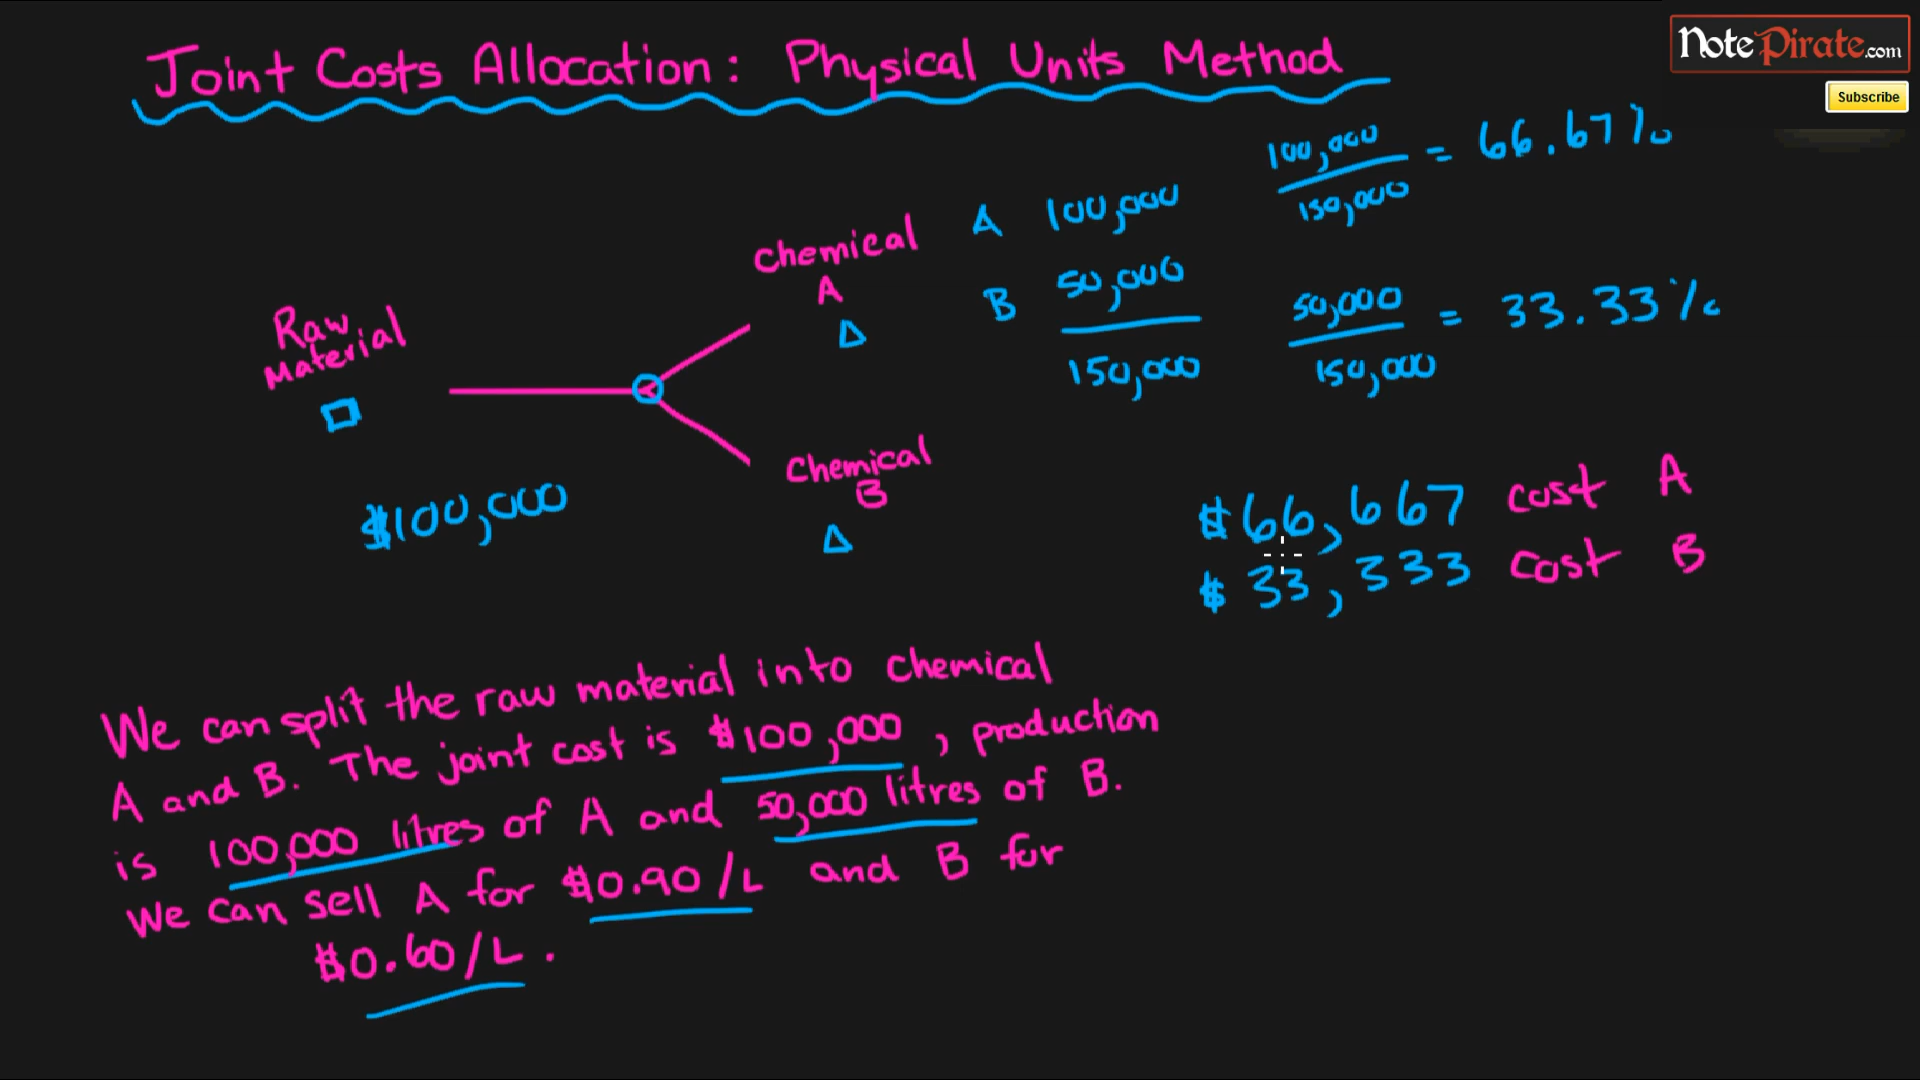 Joint Costs Allocation: Physical Units Method
NotePirate.com
Subscribe
100,000
150,000
= 66.67%
A 100,000
B 50,000
150,000
50,000
150,000
= 33.33%
Chemical
A
Raw
Material
Chemical
B
$100,000
$66,667 cost A
$33,333 cost B
We can split the raw material into chemical
A and B. The joint cost is $100,000, production
is 100,000 litres of A and 50,000 litres of B.
We can sell A for $0.90/L and B for
$0.60/L.